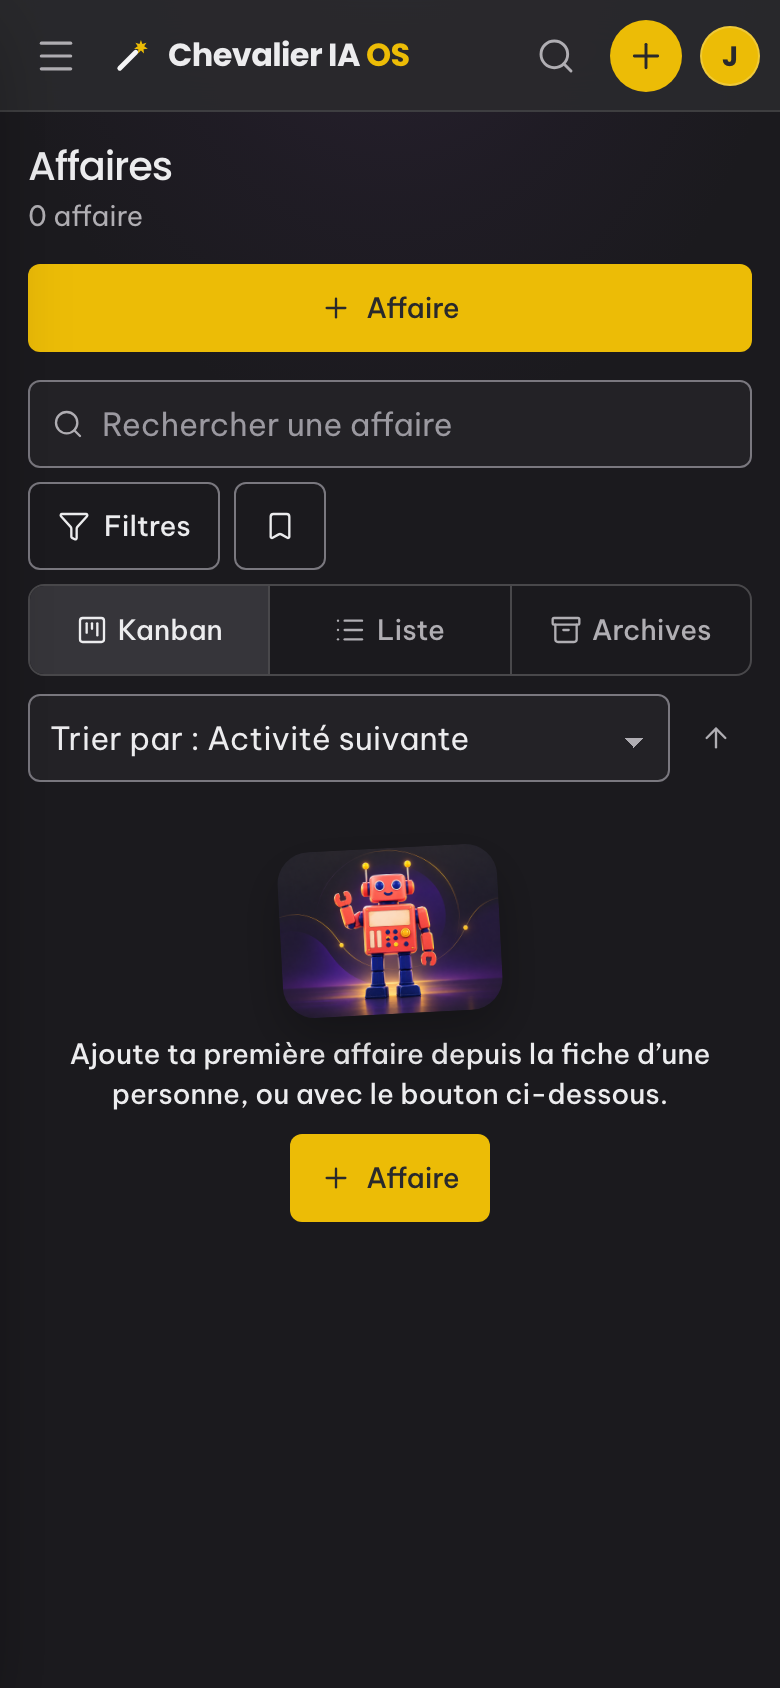 Chevalier IA OS
J
Affaires
0 affaire
Affaire
Rechercher une affaire
Filtres
Kanban
Liste
Archives
Trier par : Activité suivante
Ajoute ta première affaire depuis la fiche d’une
personne, ou avec le bouton ci-dessous.
Affaire